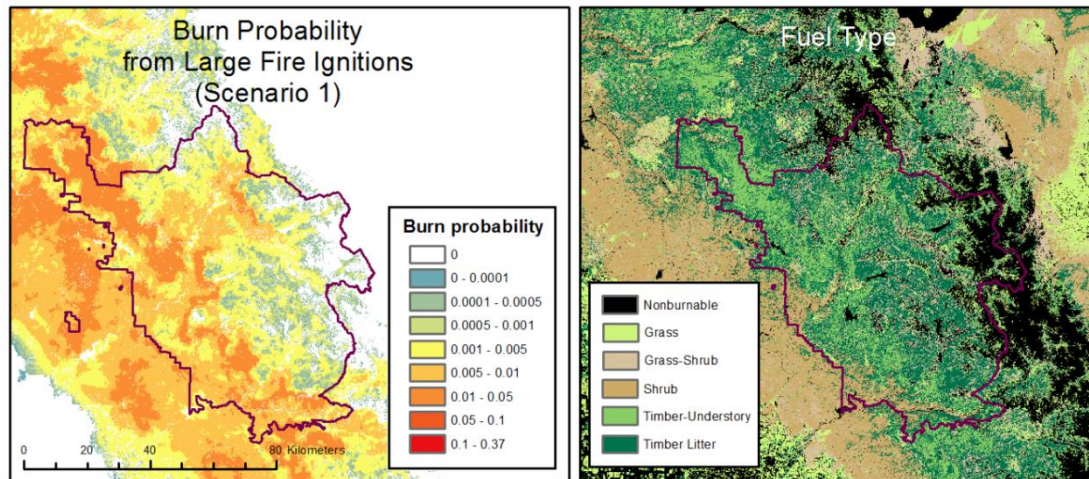 Burn Probability
from Large Fire Ignitions
(Scenario 1)
Burn probability
0
0 - 0.0001
0.0001 - 0.0005
0.0005 - 0.001
0.001 - 0.005
0.005 - 0.01
0.01 - 0.05
0.05 - 0.1
0.1 - 0.37
0 20 40 80 Kilometers
Fuel Type
Nonburnable
Grass
Grass-Shrub
Shrub
Timber-Understory
Timber Litter